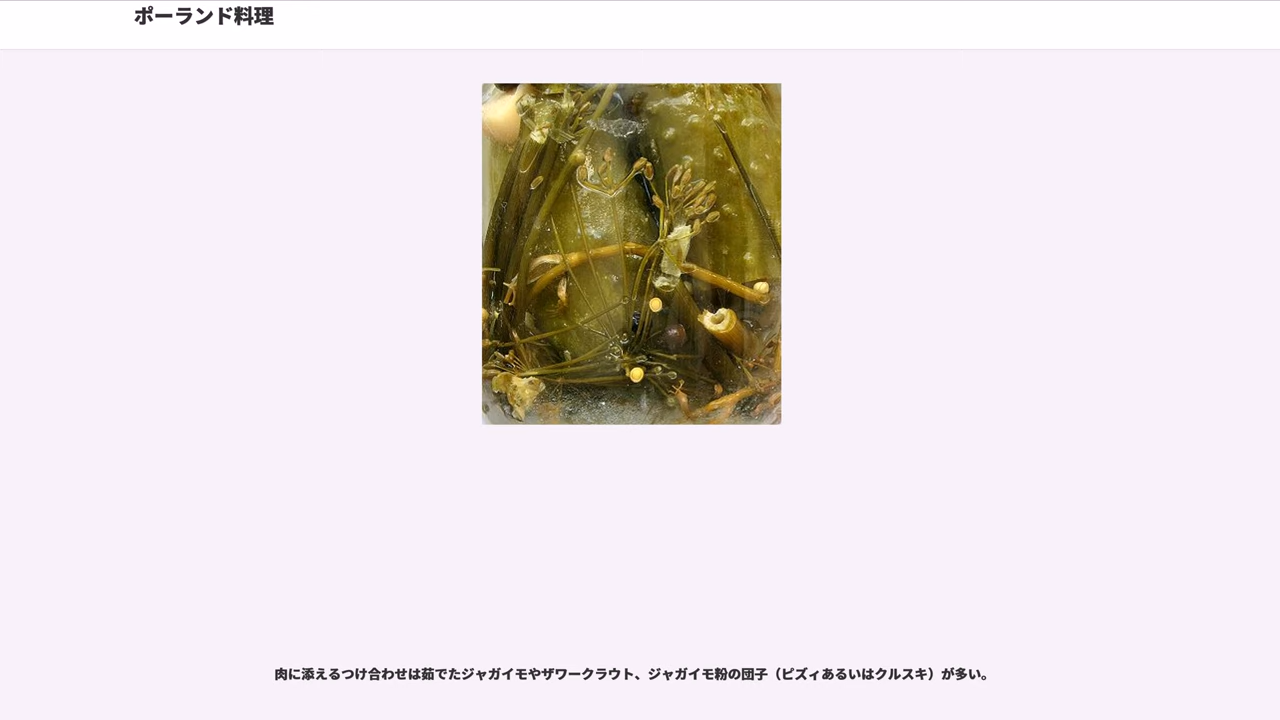 ポーランド料理
肉に添えるつけ合わせは茹でたジャガイモやザワークラウト、ジャガイモ粉の団子（ピズィあるいはクルスキ）が多い。